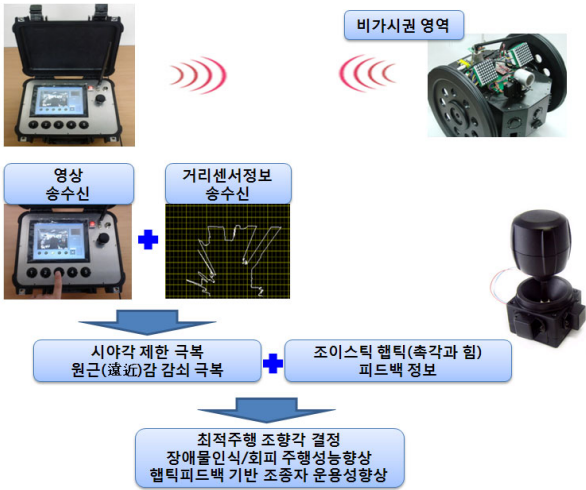 비가시권 영역
영상
송수신
거리센서정보
송수신
시야각 제한 극복
원근(遠近)감 감쇠 극복
조이스틱 햅틱(촉각과 힘)
피드백 정보
최적주행 조향각 결정
장애물인식/회피 주행성능향상
햅틱피드백 기반 조종자 운용성향상